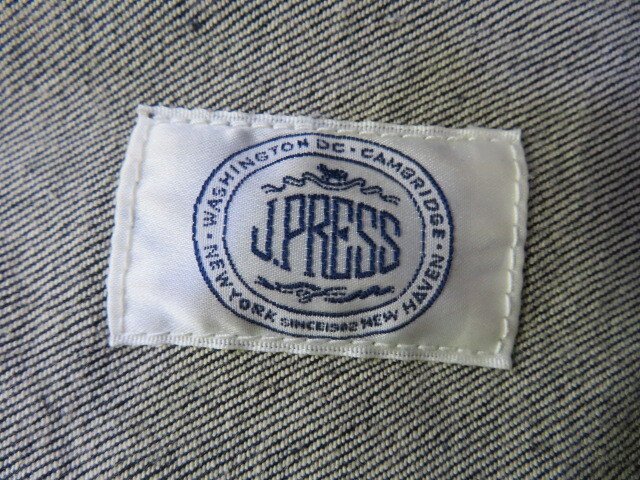 WASHINGTON DC · CAMBRIDGE ·
J.PRESS
NEW YORK SINCE 1902 NEW HAVEN